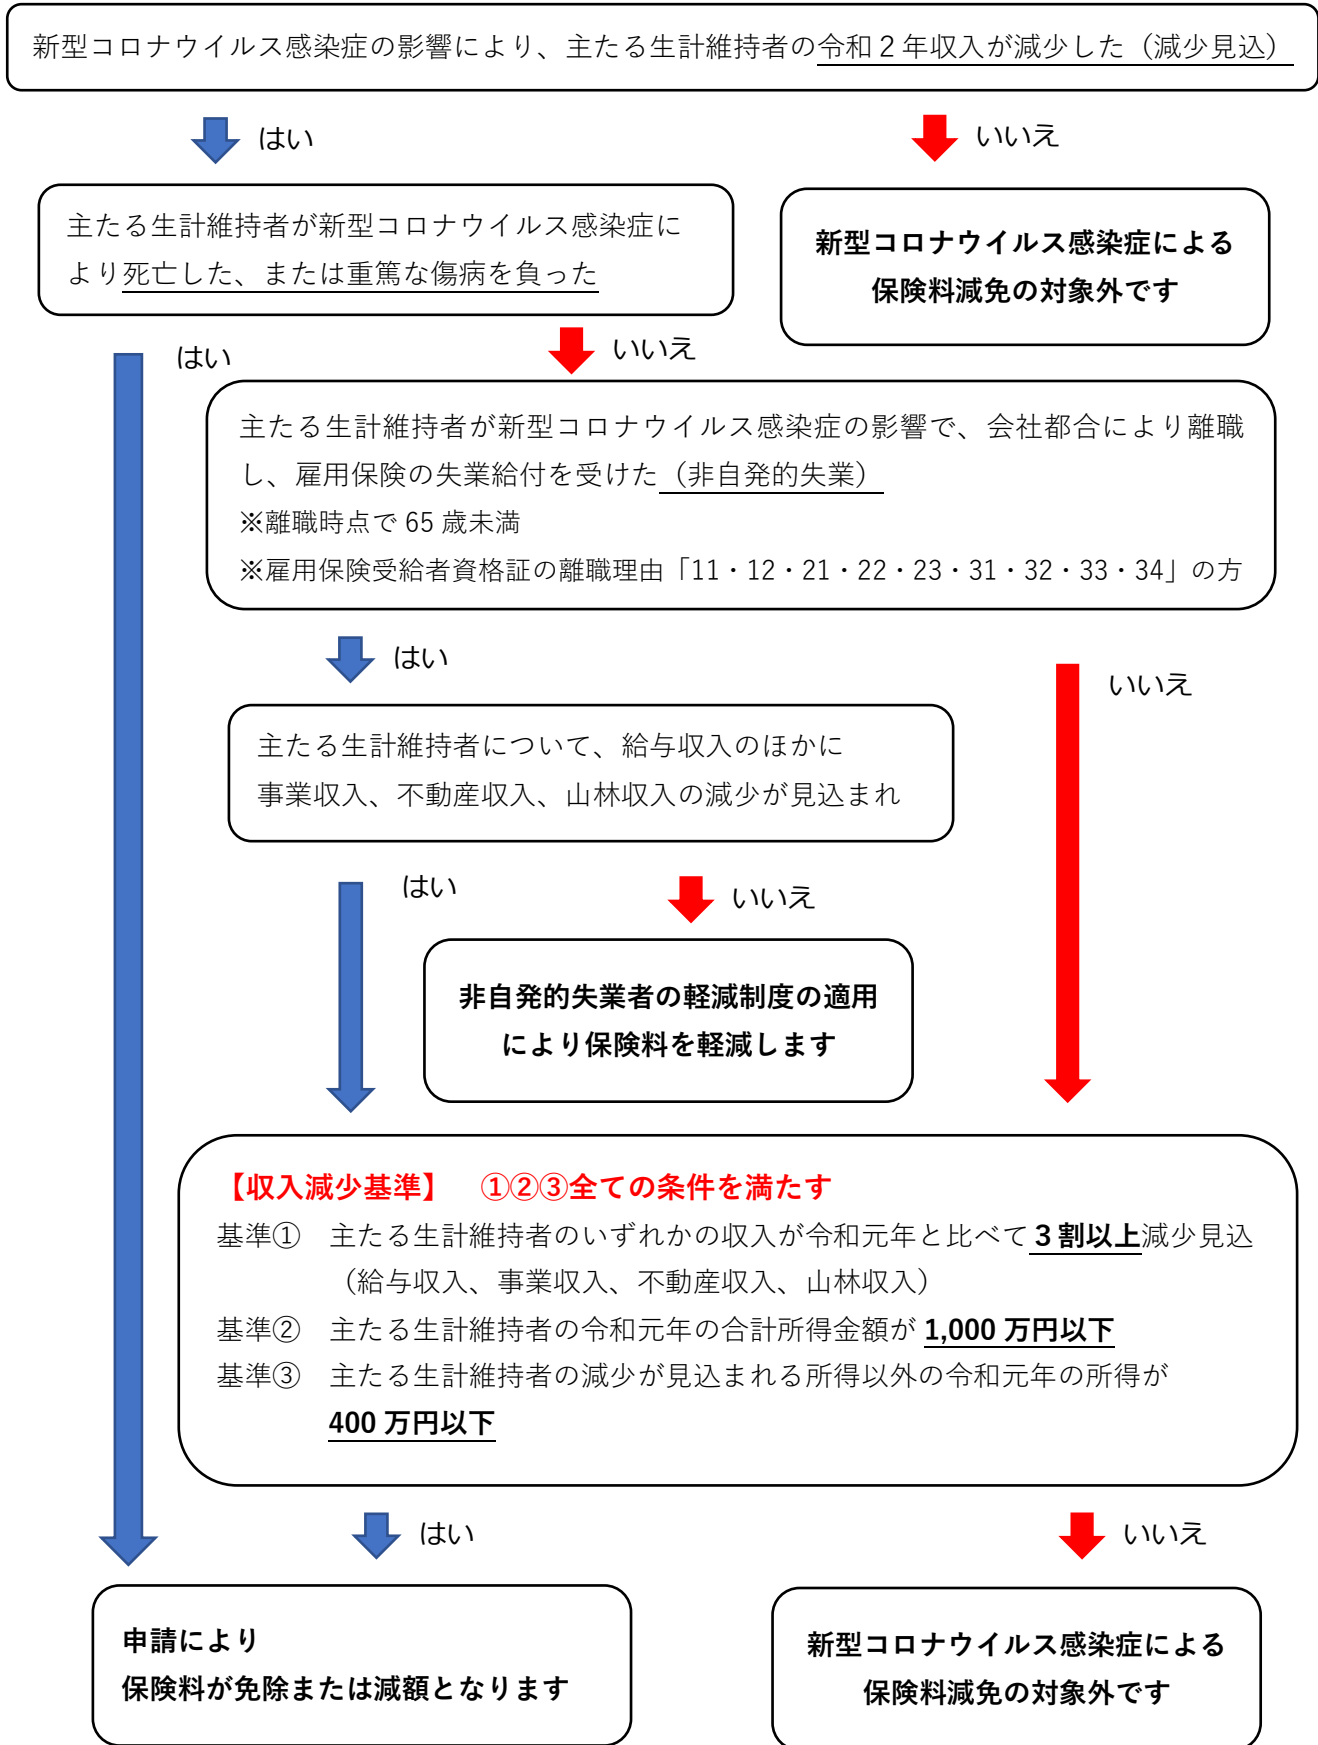 新型コロナウイルス感染症の影響により、主たる生計維持者の令和２年収入が減少した（減少見込）
はい
いいえ
主たる生計維持者が新型コロナウイルス感染症に
より死亡した、または重篤な傷病を負った
新型コロナウイルス感染症による
保険料減免の対象外です
はい
いいえ
主たる生計維持者が新型コロナウイルス感染症の影響で、会社都合により離職
し、雇用保険の失業給付を受けた（非自発的失業）
※離職時点で 65 歳未満
※雇用保険受給者資格証の離職理由「11・12・21・22・23・31・32・33・34」の方
はい
いいえ
主たる生計維持者について、給与収入のほかに
事業収入、不動産収入、山林収入の減少が見込まれ
はい
いいえ
非自発的失業者の軽減制度の適用
により保険料を軽減します
【収入減少基準】　①②③全ての条件を満たす
基準①　主たる生計維持者のいずれかの収入が令和元年と比べて３割以上減少見込
（給与収入、事業収入、不動産収入、山林収入）
基準②　主たる生計維持者の令和元年の合計所得金額が 1,000 万円以下
基準③　主たる生計維持者の減少が見込まれる所得以外の令和元年の所得が
400 万円以下
はい
いいえ
申請により
保険料が免除または減額となります
新型コロナウイルス感染症による
保険料減免の対象外です